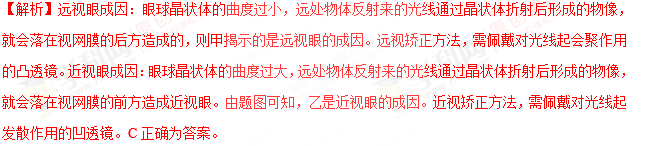 【解析】远视眼成因：眼球晶状体的曲度过小，远处物体反射来的光线通过晶状体折射后形成的物像，
就会落在视网膜的后方造成的，则甲揭示的是远视眼的成因。远视矫正方法，需佩戴对光线起会聚作用
的凸透镜。近视眼成因：眼球晶状体的曲度过大，远处物体反射来的光线通过晶状体折射后形成的物像，
就会落在视网膜的前方造成近视眼。由题图可知，乙是近视眼的成因。近视矫正方法，需佩戴对光线起
发散作用的凹透镜。C 正确为答案。